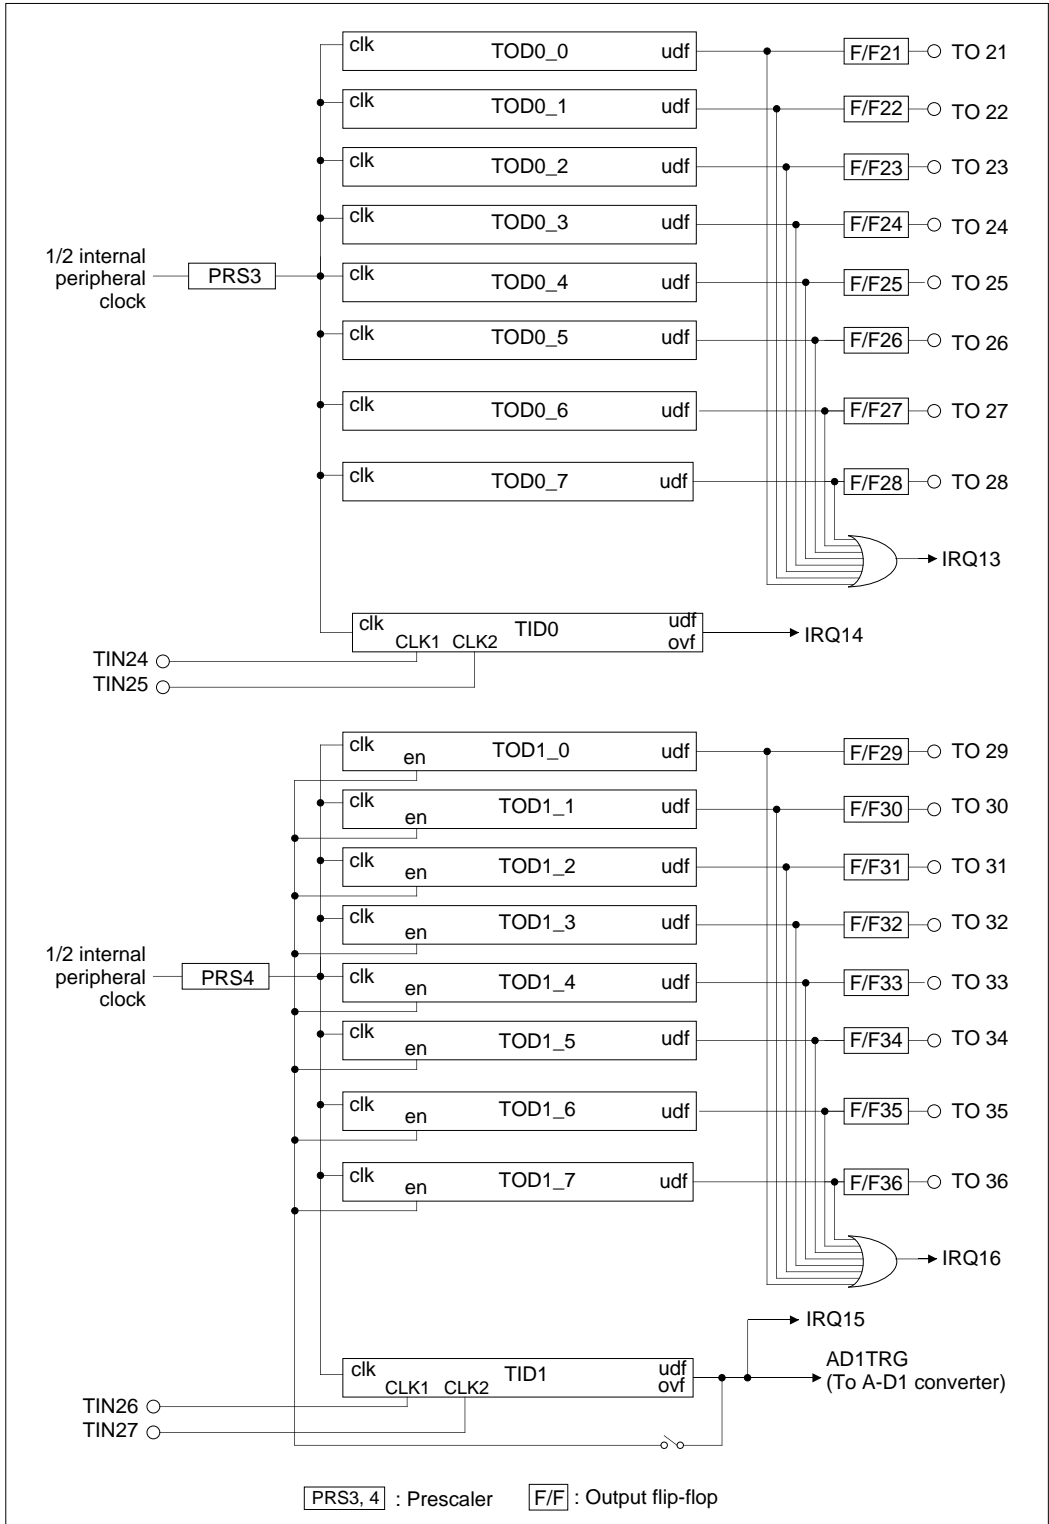 clk TOD0_0 udf F/F21 TO 21
clk TOD0_1 udf F/F22 TO 22
clk TOD0_2 udf F/F23 TO 23
clk TOD0_3 udf F/F24 TO 24
1/2 internal
peripheral
clock
PRS3
clk TOD0_4 udf F/F25 TO 25
clk TOD0_5 udf F/F26 TO 26
clk TOD0_6 udf F/F27 TO 27
clk TOD0_7 udf F/F28 TO 28
IRQ13
clk TID0 udf
CLK1 CLK2 ovf
IRQ14
TIN24
TIN25
clk en TOD1_0 udf F/F29 TO 29
clk en TOD1_1 udf F/F30 TO 30
clk en TOD1_2 udf F/F31 TO 31
clk en TOD1_3 udf F/F32 TO 32
1/2 internal
peripheral
clock
PRS4
clk en TOD1_4 udf F/F33 TO 33
clk en TOD1_5 udf F/F34 TO 34
clk en TOD1_6 udf F/F35 TO 35
clk en TOD1_7 udf F/F36 TO 36
IRQ16
IRQ15
clk TID1 udf
CLK1 CLK2 ovf
AD1TRG
(To A-D1 converter)
TIN26
TIN27
PRS3, 4 : Prescaler F/F : Output flip-flop